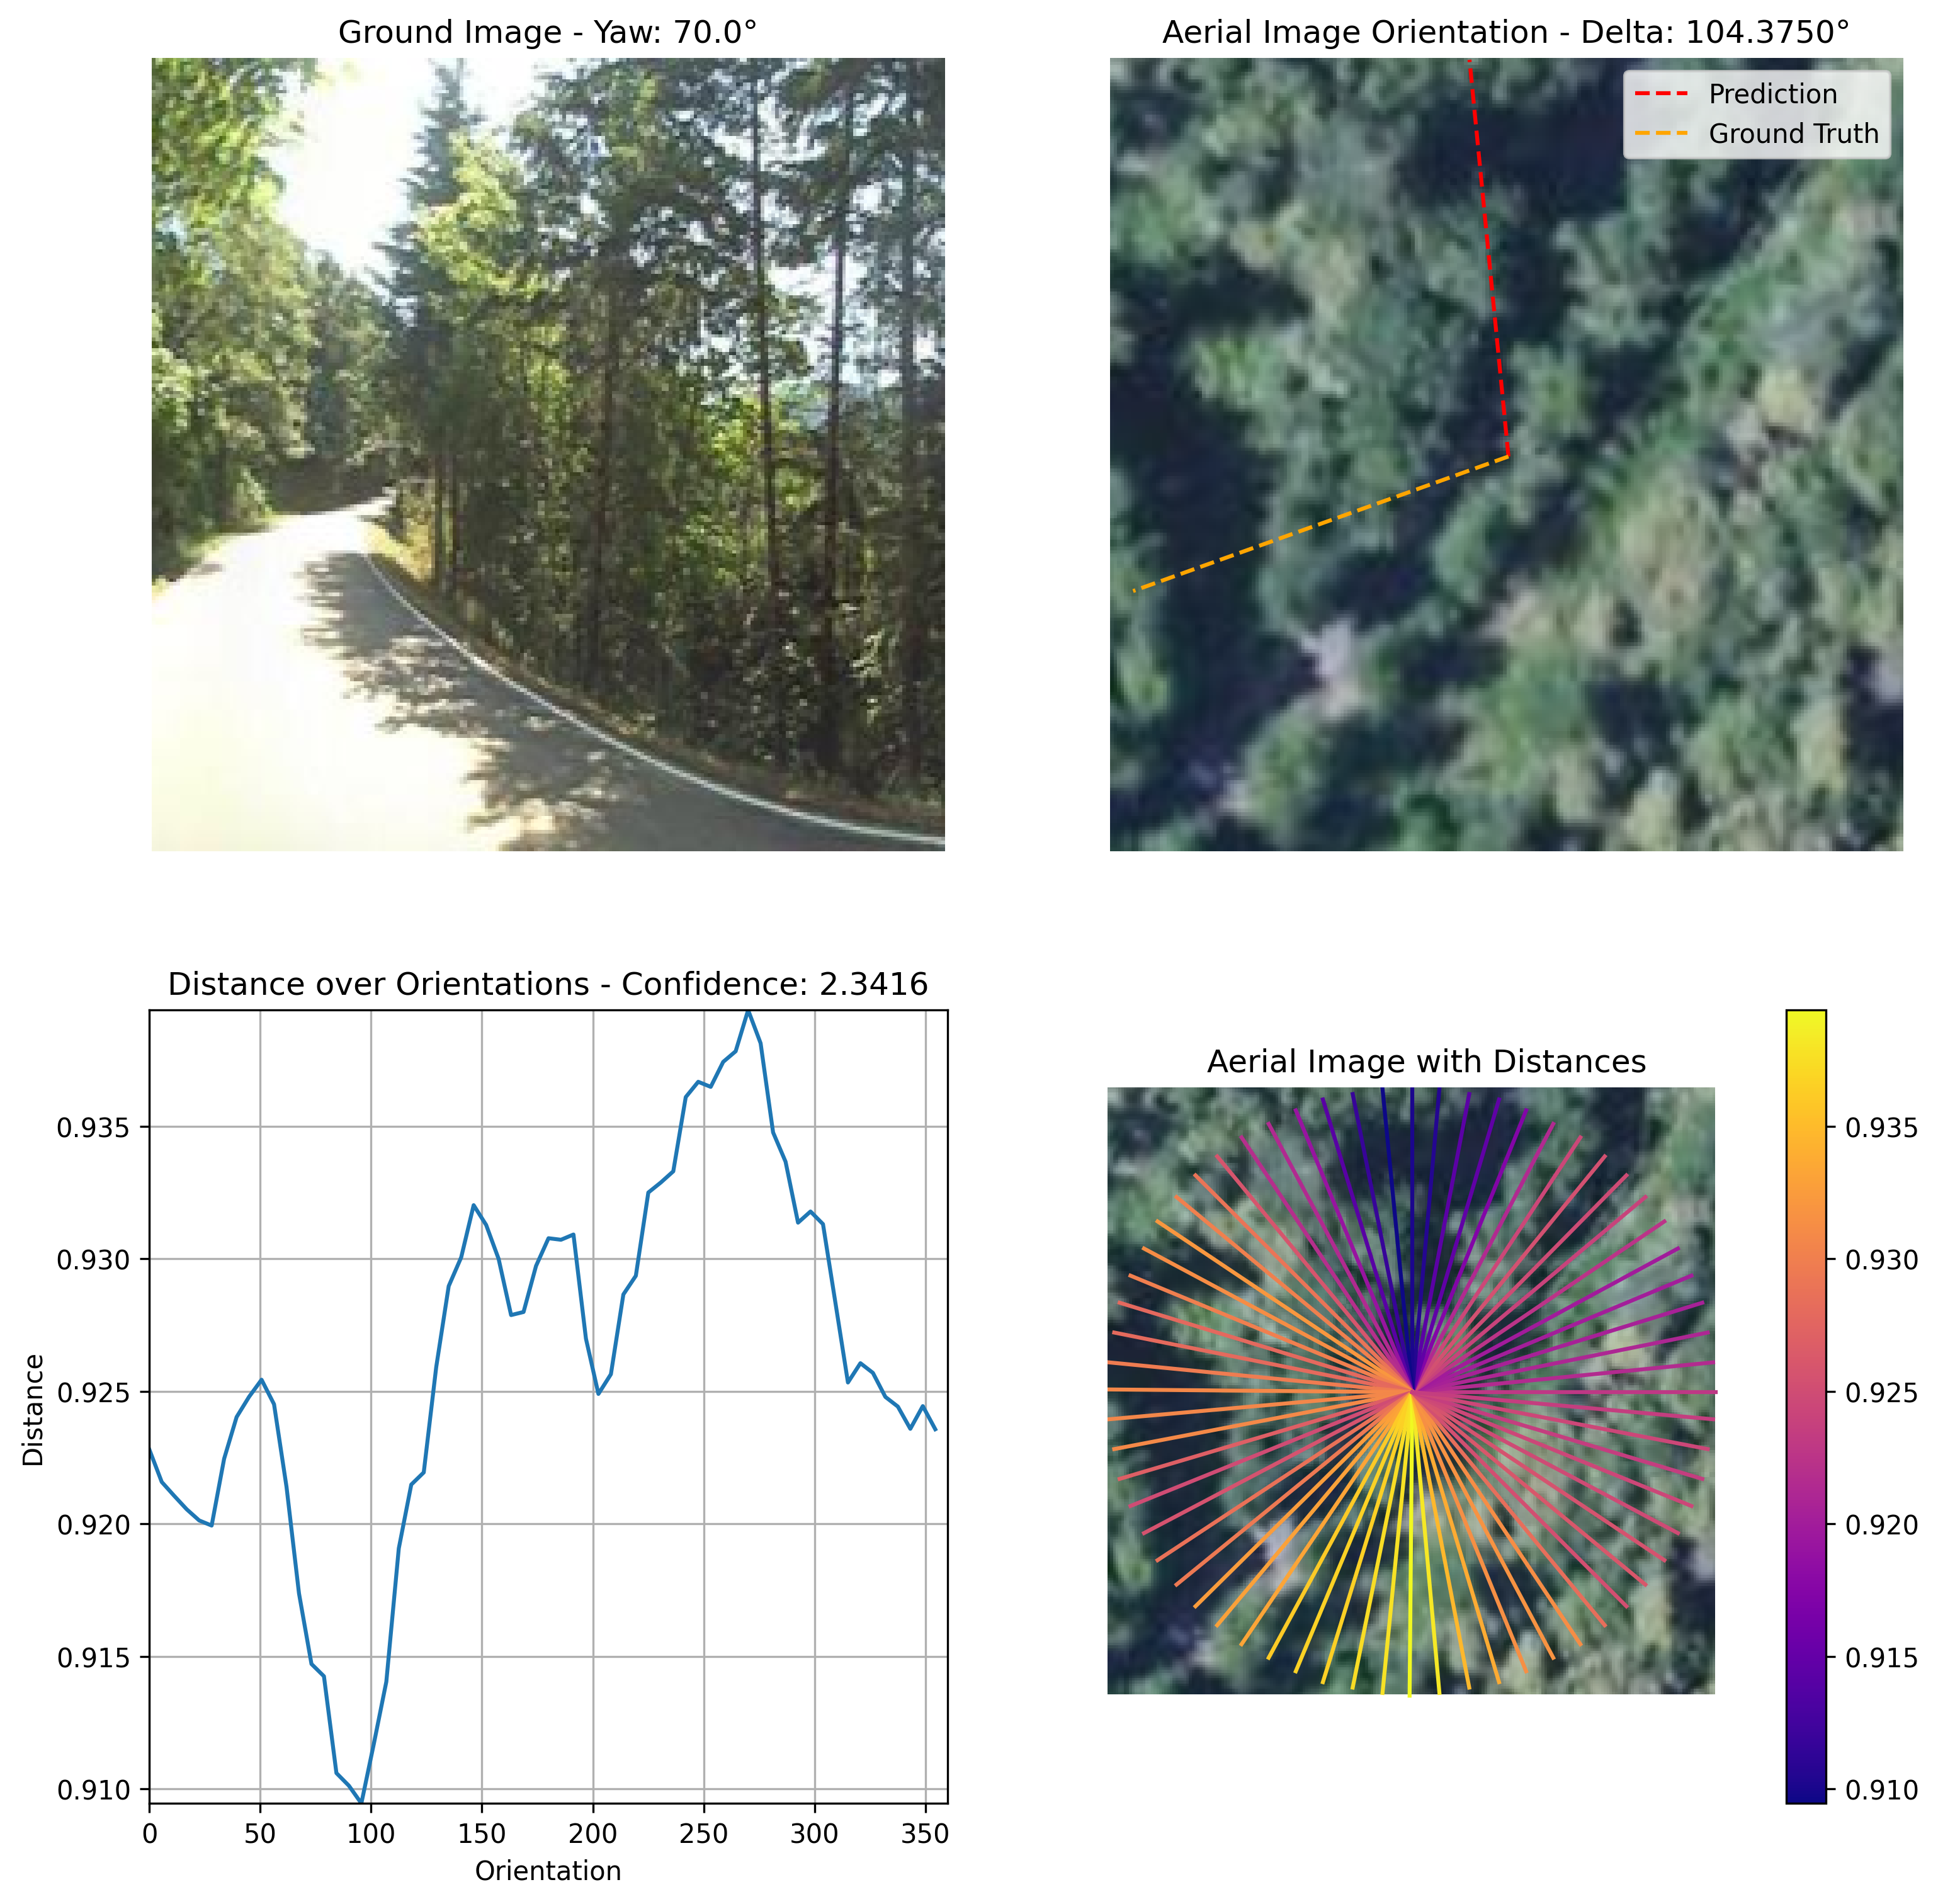 Ground Image - Yaw: 70.0°
Aerial Image Orientation - Delta: 104.3750°
Prediction
Ground Truth
Distance over Orientations - Confidence: 2.3416
0.935
0.930
0.925
0.920
0.915
0.910
Distance
0 50 100 150 200 250 300 350
Orientation
Aerial Image with Distances
0.935
0.930
0.925
0.920
0.915
0.910